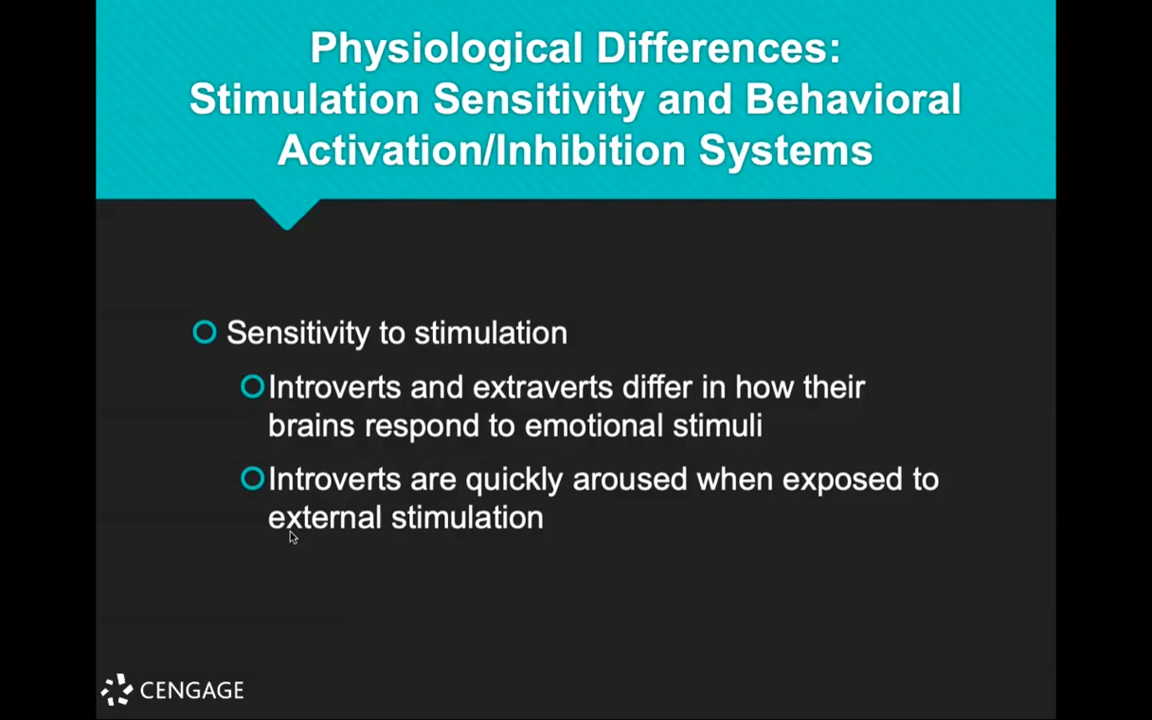 Physiological Differences:
Stimulation Sensitivity and Behavioral
Activation/Inhibition Systems
Sensitivity to stimulation
Introverts and extraverts differ in how their
brains respond to emotional stimuli
Introverts are quickly aroused when exposed to
external stimulation
CENGAGE